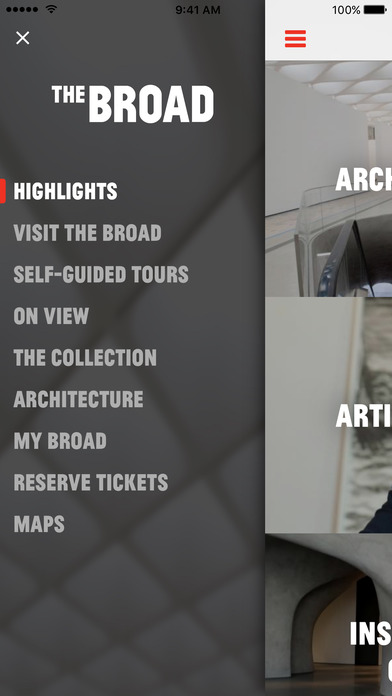 9:41 AM
100%
THE BROAD
HIGHLIGHTS
VISIT THE BROAD
SELF-GUIDED TOURS
ON VIEW
THE COLLECTION
ARCHITECTURE
MY BROAD
RESERVE TICKETS
MAPS
ARCH
ARTI
INS